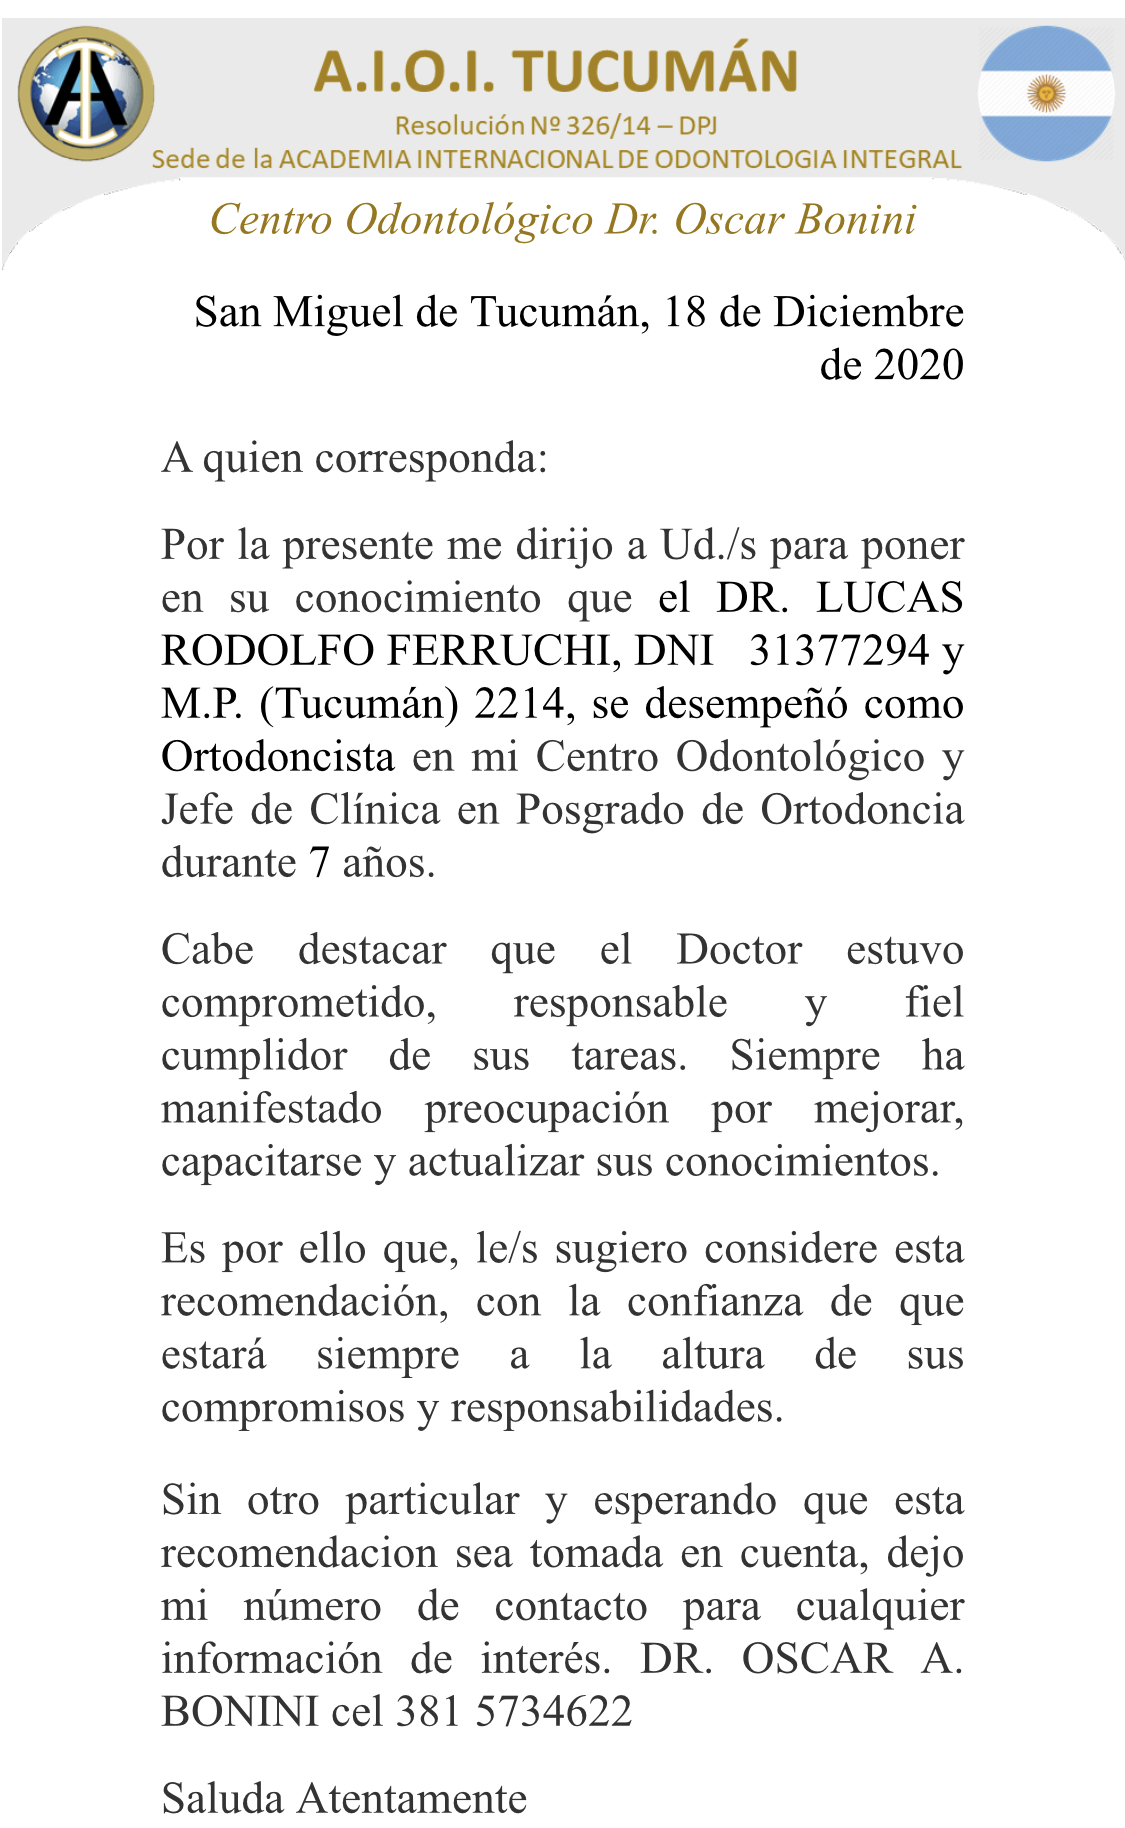 A.I.O.I. TUCUMÁN
Resolución Nº 326/14 – DPJ
Sede de la ACADEMIA INTERNACIONAL DE ODONTOLOGIA INTEGRAL
Centro Odontológico Dr. Oscar Bonini
San Miguel de Tucumán, 18 de Diciembre
de 2020
A quien corresponda:
Por la presente me dirijo a Ud./s para poner
en su conocimiento que el DR. LUCAS
RODOLFO FERRUCHI, DNI 31377294 y
M.P. (Tucumán) 2214, se desempeñó como
Ortodoncista en mi Centro Odontológico y
Jefe de Clínica en Posgrado de Ortodoncia
durante 7 años.
Cabe destacar que el Doctor estuvo
comprometido, responsable y fiel
cumplidor de sus tareas. Siempre ha
manifestado preocupación por mejorar,
capacitarse y actualizar sus conocimientos.
Es por ello que, le/s sugiero considere esta
recomendación, con la confianza de que
estará siempre a la altura de sus
compromisos y responsabilidades.
Sin otro particular y esperando que esta
recomendacion sea tomada en cuenta, dejo
mi número de contacto para cualquier
información de interés. DR. OSCAR A.
BONINI cel 381 5734622
Saluda Atentamente